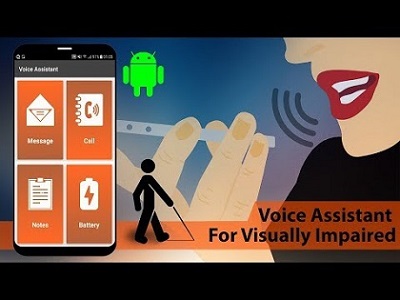 Voice Assistant
Message
Call
Notes
Battery
Voice Assistant
For Visually Impaired